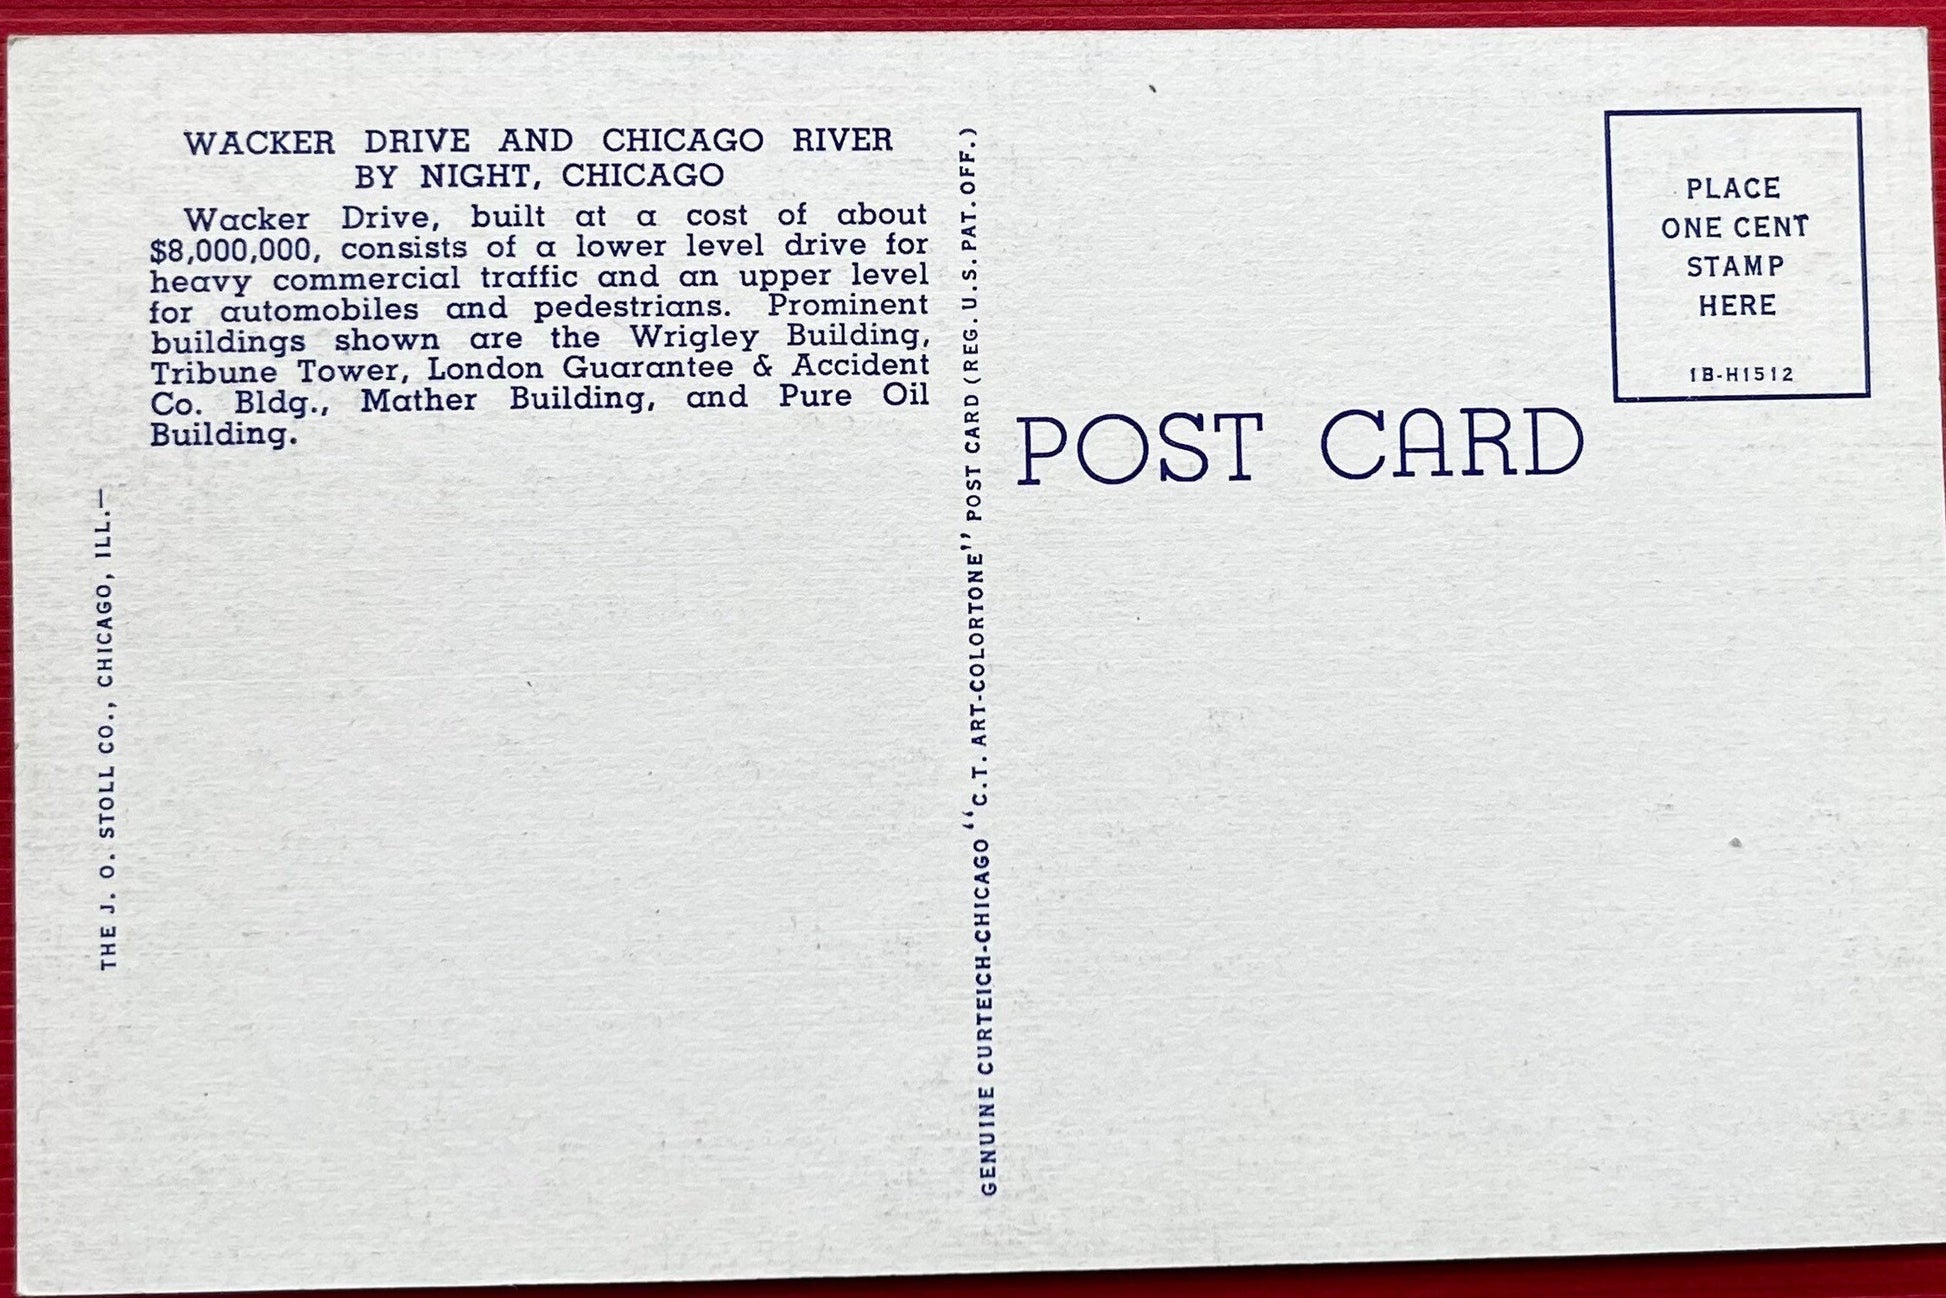 WACKER DRIVE AND CHICAGO RIVER
BY NIGHT, CHICAGO
Wacker Drive, built at a cost of about
$8,000,000, consists of a lower level drive for
heavy commercial traffic and an upper level
for automobiles and pedestrians. Prominent
buildings shown are the Wrigley Building,
Tribune Tower, London Guarantee & Accident
Co. Bldg., Mather Building, and Pure Oil
Building.
THE J. O. STOLL CO., CHICAGO, ILL.—
GENUINE CURTEICH-CHICAGO "C.T. ART-COLORTONE" POST CARD (REG. U.S. PAT. OFF.)
POST CARD
PLACE
ONE CENT
STAMP
HERE
1B-H1512